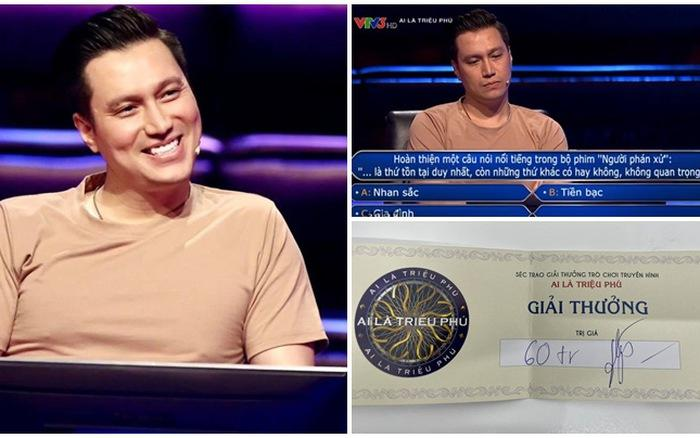 VTV3 HD
AI LÀ TRIỆU PHÚ
Hoàn thiện một câu nói nổi tiếng trong bộ phim "Người phán xử":
"... là thứ tồn tại duy nhất, còn những thứ khác có hay không, không quan trọng
A: Nhan sắc
B: Tiền bạc
C: Gia đình
SÉC TRAO GIẢI THƯỞNG TRÒ CHƠI TRUYỀN HÌNH
AI LÀ TRIỆU PHÚ
GIẢI THƯỞNG
TRỊ GIÁ
60 tr
AI LÀ TRIỆU PHÚ
AI LÀ TRIỆU PHÚ
AI LÀ TRIỆU PHÚ